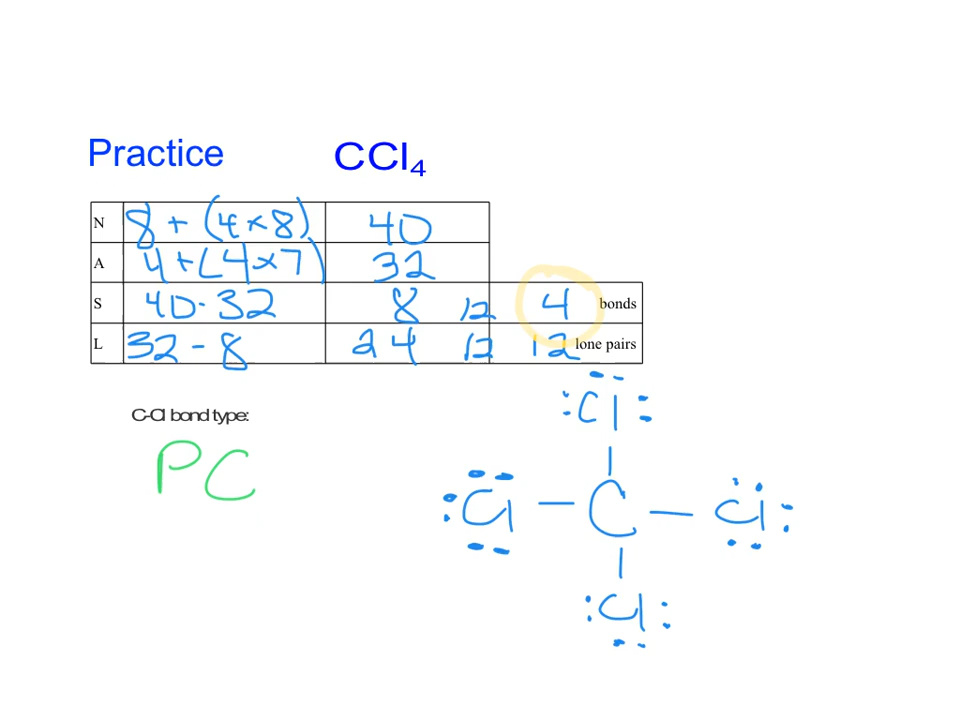 Practice CCl4
N 8 + (4 × 8) 40
A 4 + (4 × 7) 32
S 40 - 32 8 12 4 bonds
L 32 - 8 24 12 12 lone pairs
C-Cl bond type:
PC
Cl
Cl C Cl
Cl